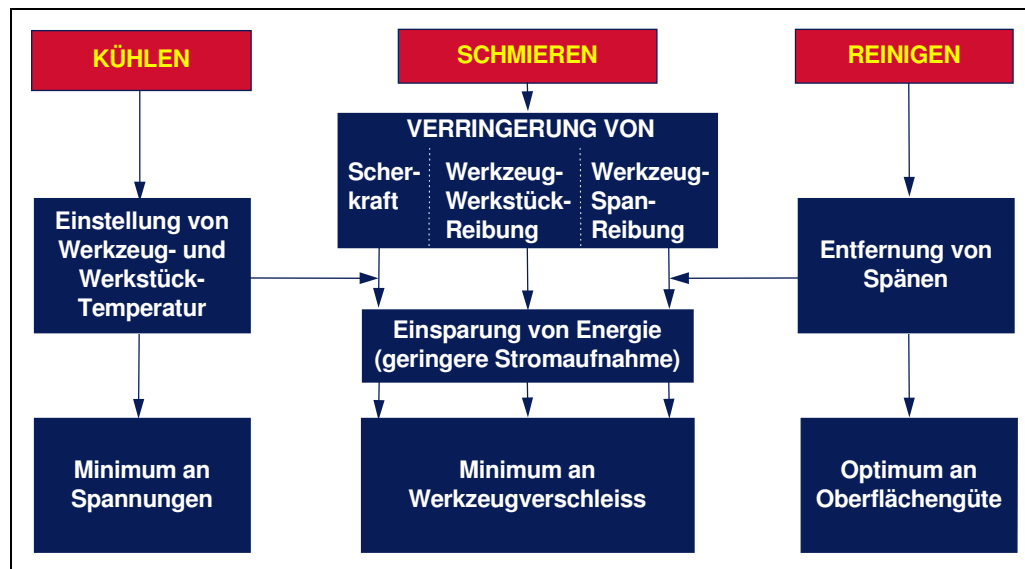 KÜHLEN
SCHMIEREN
REINIGEN
VERRINGERUNG VON
Scher-
kraft
Werkzeug-
Werkstück-
Reibung
Werkzeug-
Span-
Reibung
Einstellung von
Werkzeug- und
Werkstück-
Temperatur
Entfernung von
Spänen
Einsparung von Energie
(geringere Stromaufnahme)
Minimum an
Spannungen
Minimum an
Werkzeugverschleiss
Optimum an
Oberflächengüte